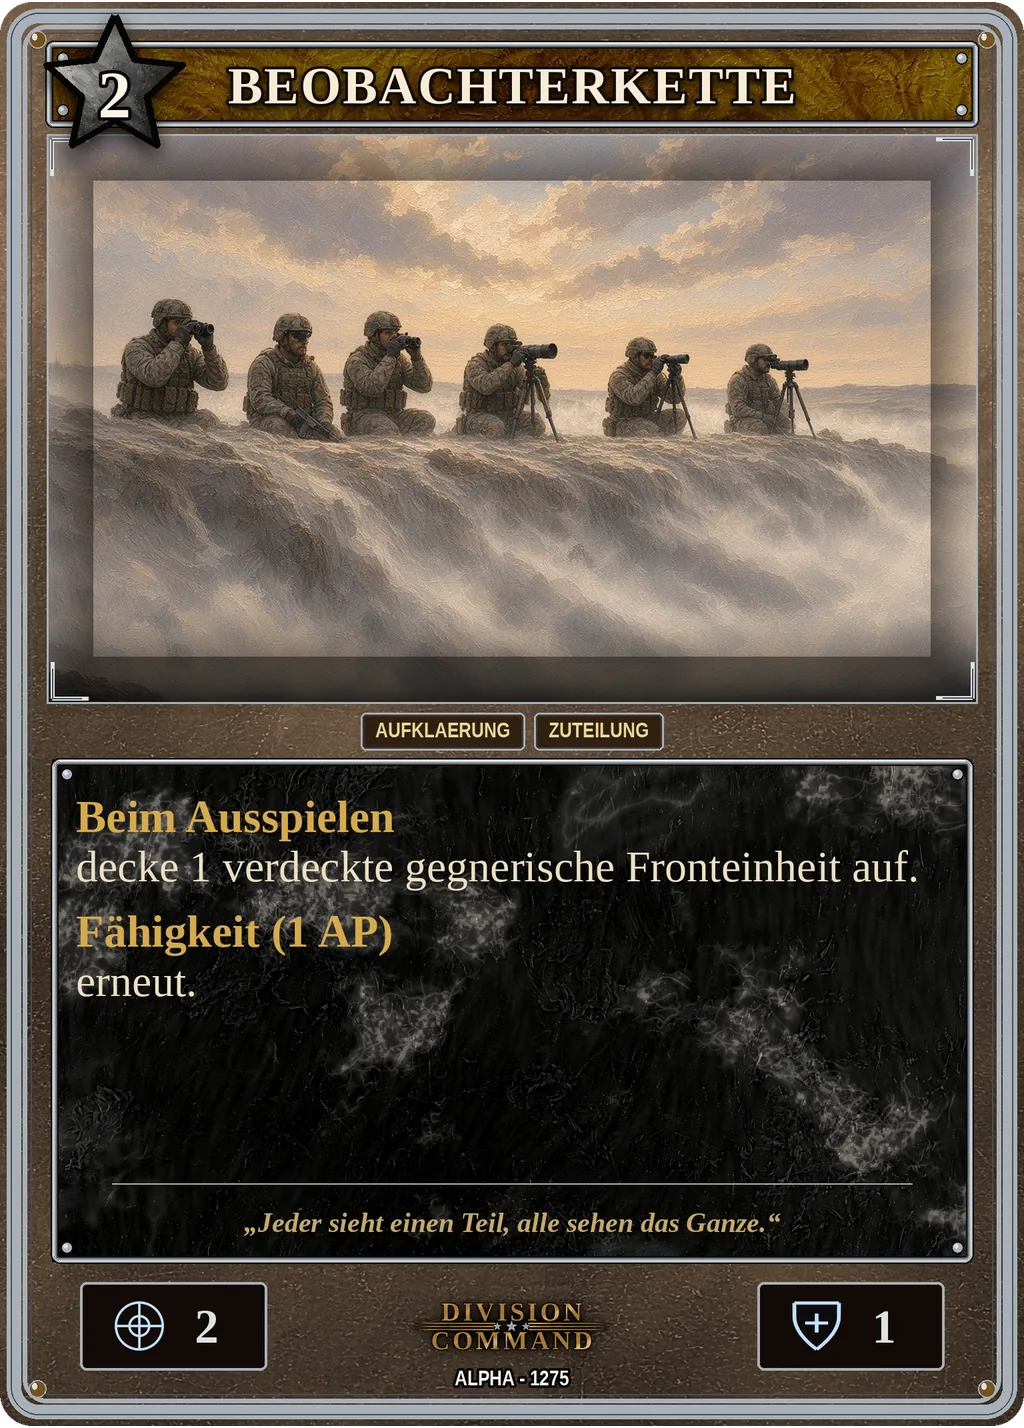 2
BEOBACHTERKETTE
AUFKLAERUNG ZUTEILUNG
Beim Ausspielen
decke 1 verdeckte gegnerische Fronteinheit auf.
Fähigkeit (1 AP)
erneut.
„Jeder sieht einen Teil, alle sehen das Ganze.“
2
DIVISION
COMMAND
ALPHA - 1275
1